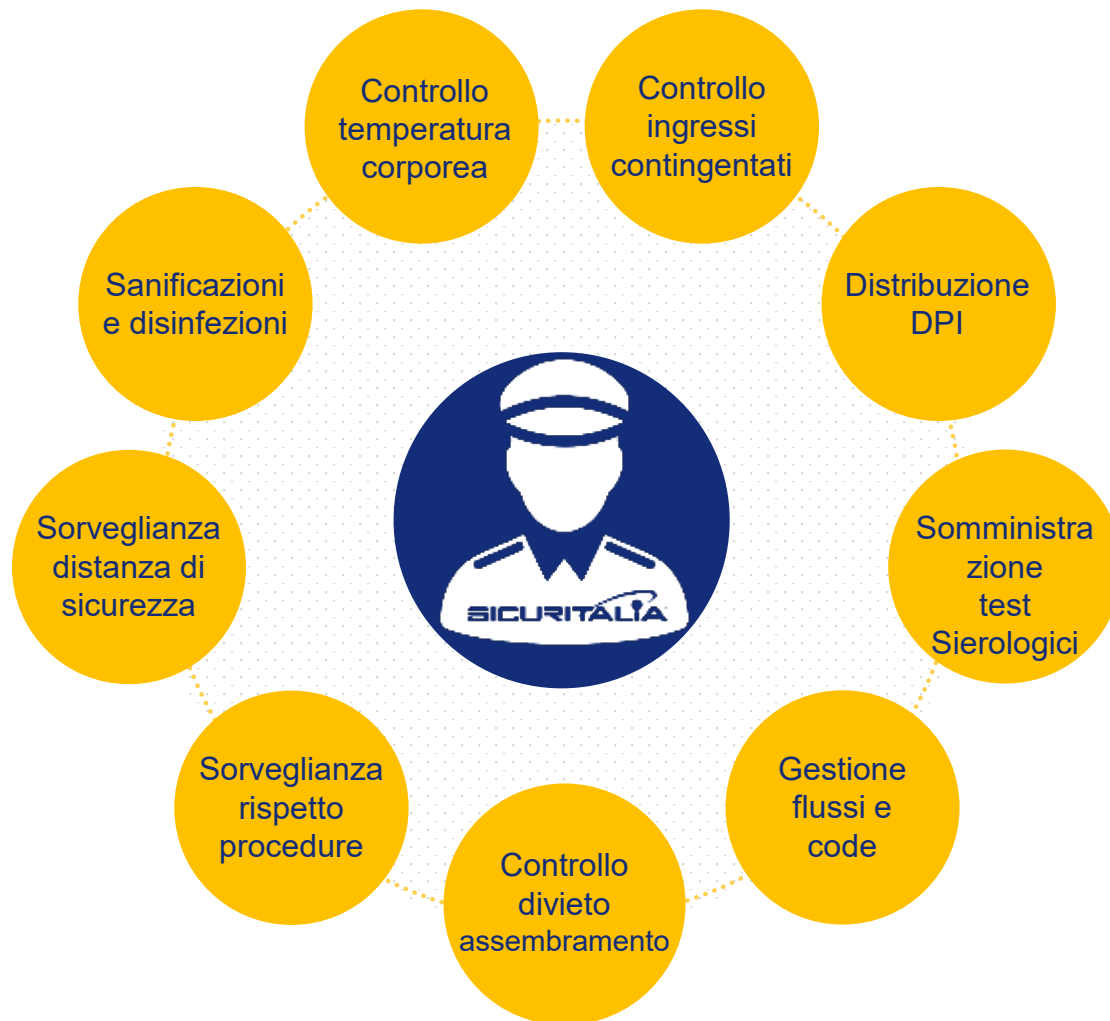 Controllo
temperatura
corporea
Controllo
ingressi
contingentati
Sanificazioni
e disinfezioni
Distribuzione
DPI
SICURITALIA
Sorveglianza
distanza di
sicurezza
Somministra
zione
test
Sierologici
Sorveglianza
rispetto
procedure
Gestione
flussi e
code
Controllo
divieto
assembramento